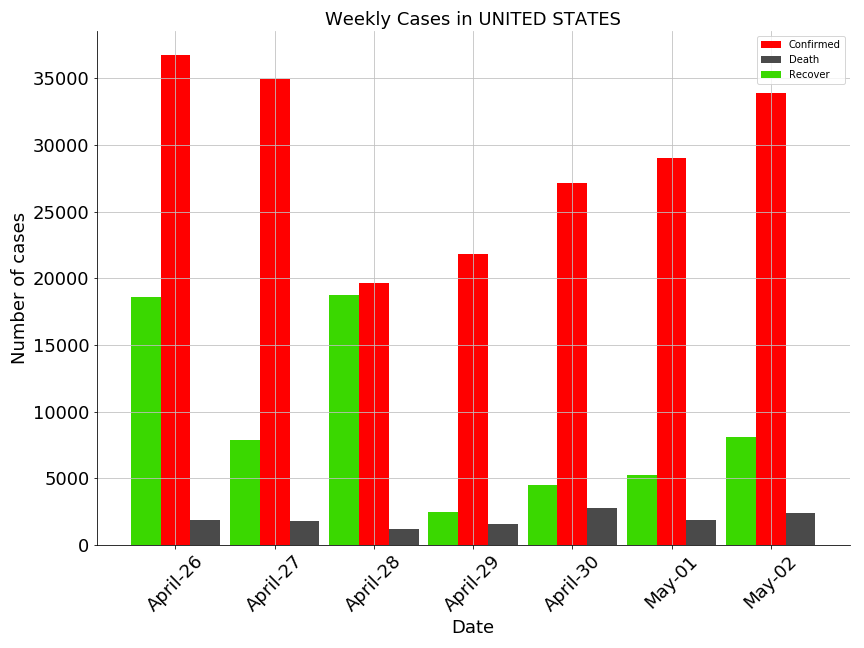 Weekly Cases in UNITED STATES
Confirmed
Death
Recover
Number of cases
35000
30000
25000
20000
15000
10000
5000
0
April-26
April-27
April-28
April-29
April-30
May-01
May-02
Date